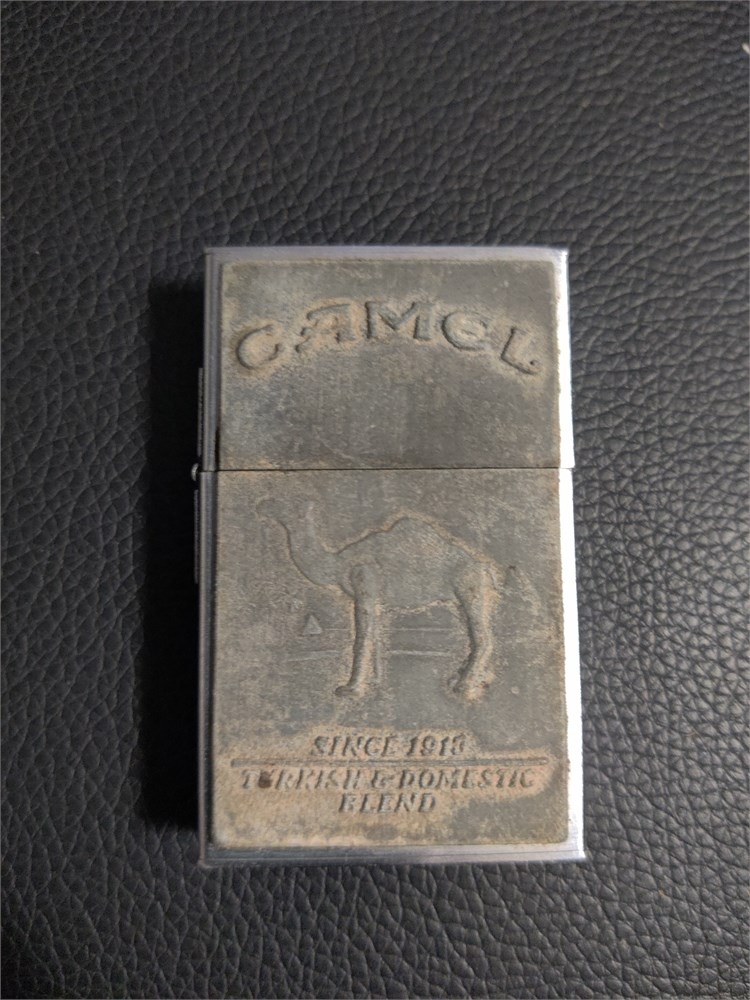 CAMEL
SINCE 1913
TURKISH & DOMESTIC
BLEND